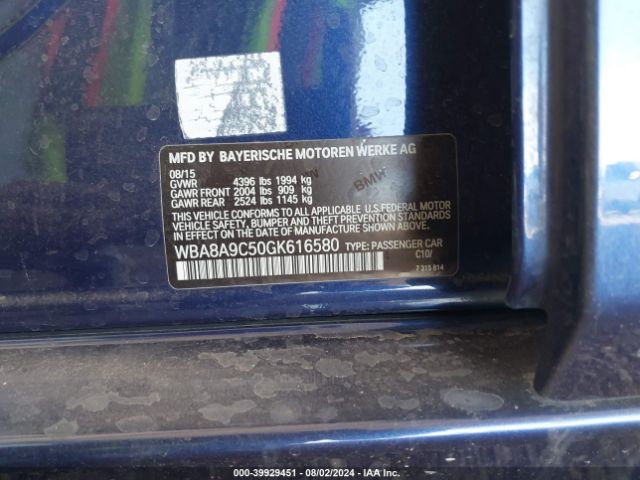 MFD BY BAYERISCHE MOTOREN WERKE AG
08/15
GVWR 4396 lbs 1994 kg
GAWR FRONT 2004 lbs 909 kg
GAWR REAR 2524 lbs 1145 kg
BMW
THIS VEHICLE CONFORMS TO ALL APPLICABLE U.S.FEDERAL MOTOR
VEHICLE SAFETY, BUMPER AND THEFT PREVENTION STANDARDS
IN EFFECT ON THE DATE OF MANUFACTURE SHOWN ABOVE.
WBA8A9C50GK616580 TYPE: PASSENGER CAR
C10/
7 315 814
000-39929451 | 08/02/2024 | IAA Inc.